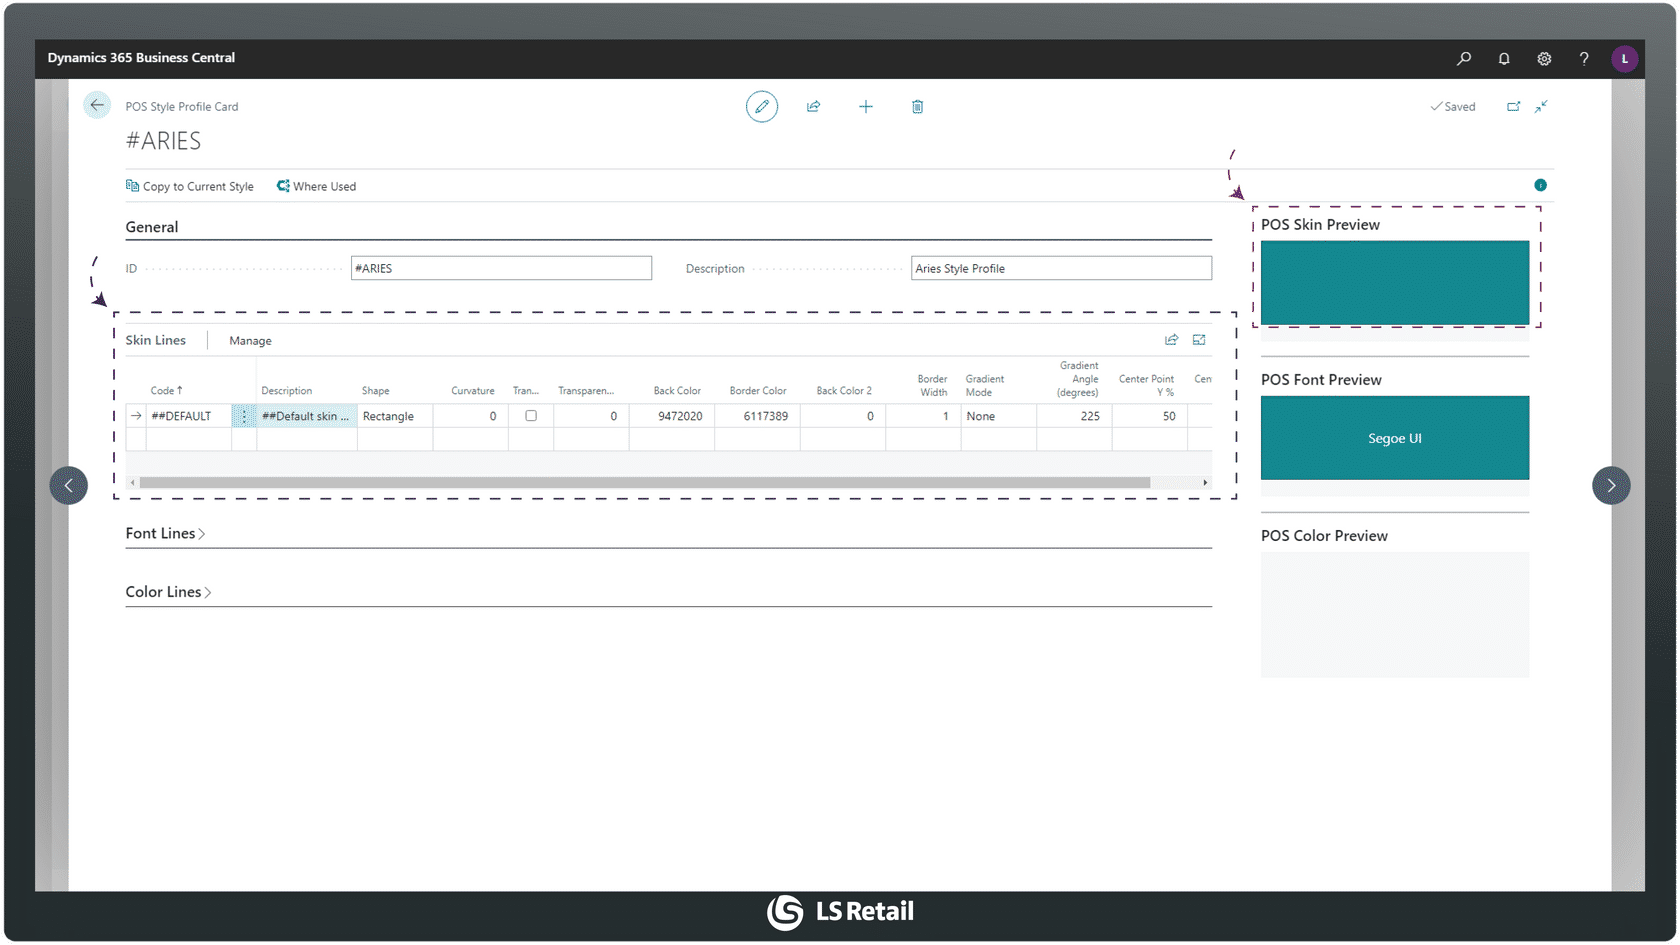 Dynamics 365 Business Central
?
L
POS Style Profile Card
Saved
#ARIES
Copy to Current Style
Where Used
General
ID
#ARIES
Description
Aries Style Profile
Skin Lines
Manage
Code ↑
Description
Shape
Curvature
Tran...
Transparen...
Back Color
Border Color
Back Color 2
Border
Width
Gradient
Mode
Gradient
Angle
(degrees)
Center Point
Y %
Cen
##DEFAULT
##Default skin ...
Rectangle
0
0
9472020
6117389
0
1
None
225
50
Font Lines
Color Lines
POS Skin Preview
POS Font Preview
Segoe UI
POS Color Preview
LS Retail